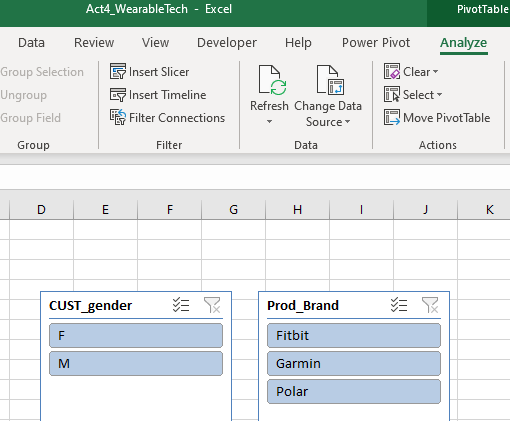 Act4_WearableTech - Excel
PivotTable
Data Review View Developer Help Power Pivot Analyze
Group Selection
Ungroup
Group Field
Group
Insert Slicer
Insert Timeline
Filter Connections
Filter
Refresh
Change Data
Source
Data
Clear
Select
Move PivotTable
Actions
D E F G H I J K
CUST_gender
F
M
Prod_Brand
Fitbit
Garmin
Polar